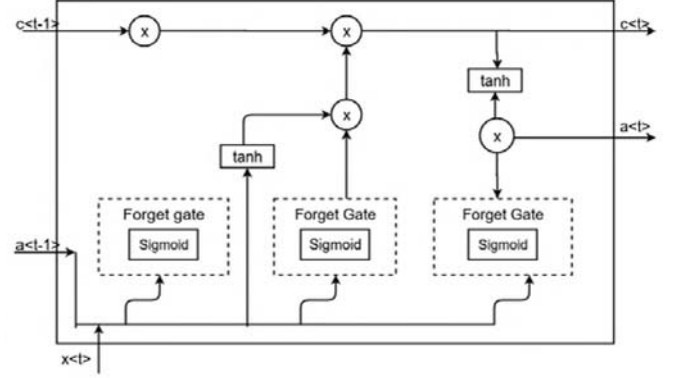 c<t-1>
x
x
c<t>
tanh
x
x
a<t>
tanh
Forget gate
Sigmoid
Forget Gate
Sigmoid
Forget Gate
Sigmoid
a<t-1>
x<t>